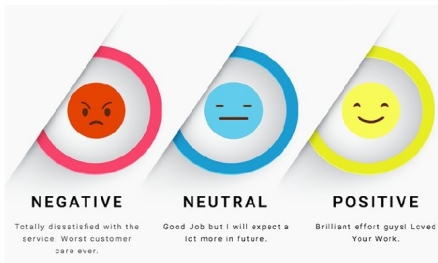 NEGATIVE
Totally dissatisfied with the
service. Worst customer
care ever.
NEUTRAL
Good Job but I will expect a
lot more in future.
POSITIVE
Brilliant effort guys! Loved
Your Work.